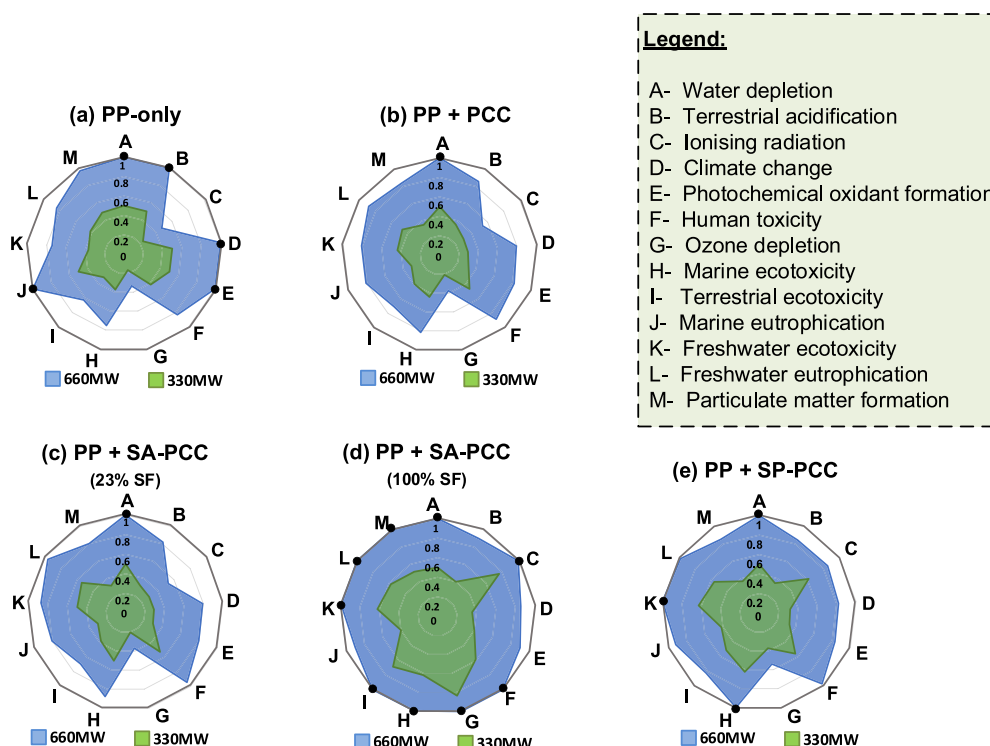 Legend:
A- Water depletion
B- Terrestrial acidification
C- Ionising radiation
D- Climate change
E- Photochemical oxidant formation
F- Human toxicity
G- Ozone depletion
H- Marine ecotoxicity
I- Terrestrial ecotoxicity
J- Marine eutrophication
K- Freshwater ecotoxicity
L- Freshwater eutrophication
M- Particulate matter formation
(a) PP-only
A
B
C
D
E
F
G
H
I
J
K
L
M
1
0.8
0.6
0.4
0.2
0
660MW 330MW
(b) PP + PCC
A
B
C
D
E
F
G
H
I
J
K
L
M
1
0.8
0.6
0.4
0.2
0
660MW 330MW
(c) PP + SA-PCC
(23% SF)
A
B
C
D
E
F
G
H
I
J
K
L
M
1
0.8
0.6
0.4
0.2
0
660MW 330MW
(d) PP + SA-PCC
(100% SF)
A
B
C
D
E
F
G
H
I
J
K
L
M
1
0.8
0.6
0.4
0.2
0
660MW 330MW
(e) PP + SP-PCC
A
B
C
D
E
F
G
H
I
J
K
L
M
1
0.8
0.6
0.4
0.2
0
660MW 330MW